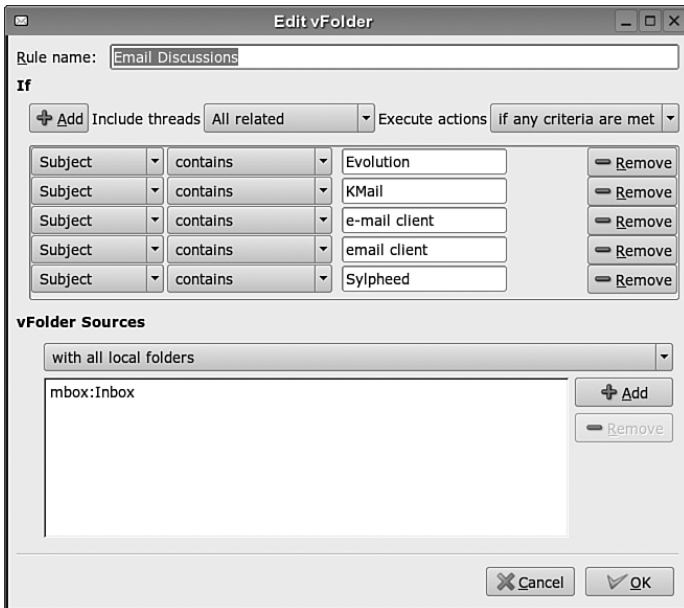 Edit vFolder
Rule name: Email Discussions
If
Add Include threads All related Execute actions if any criteria are met
Subject contains Evolution Remove
Subject contains KMail Remove
Subject contains e-mail client Remove
Subject contains email client Remove
Subject contains Sylpheed Remove
vFolder Sources
with all local folders
mbox:Inbox Add
Remove
Cancel OK